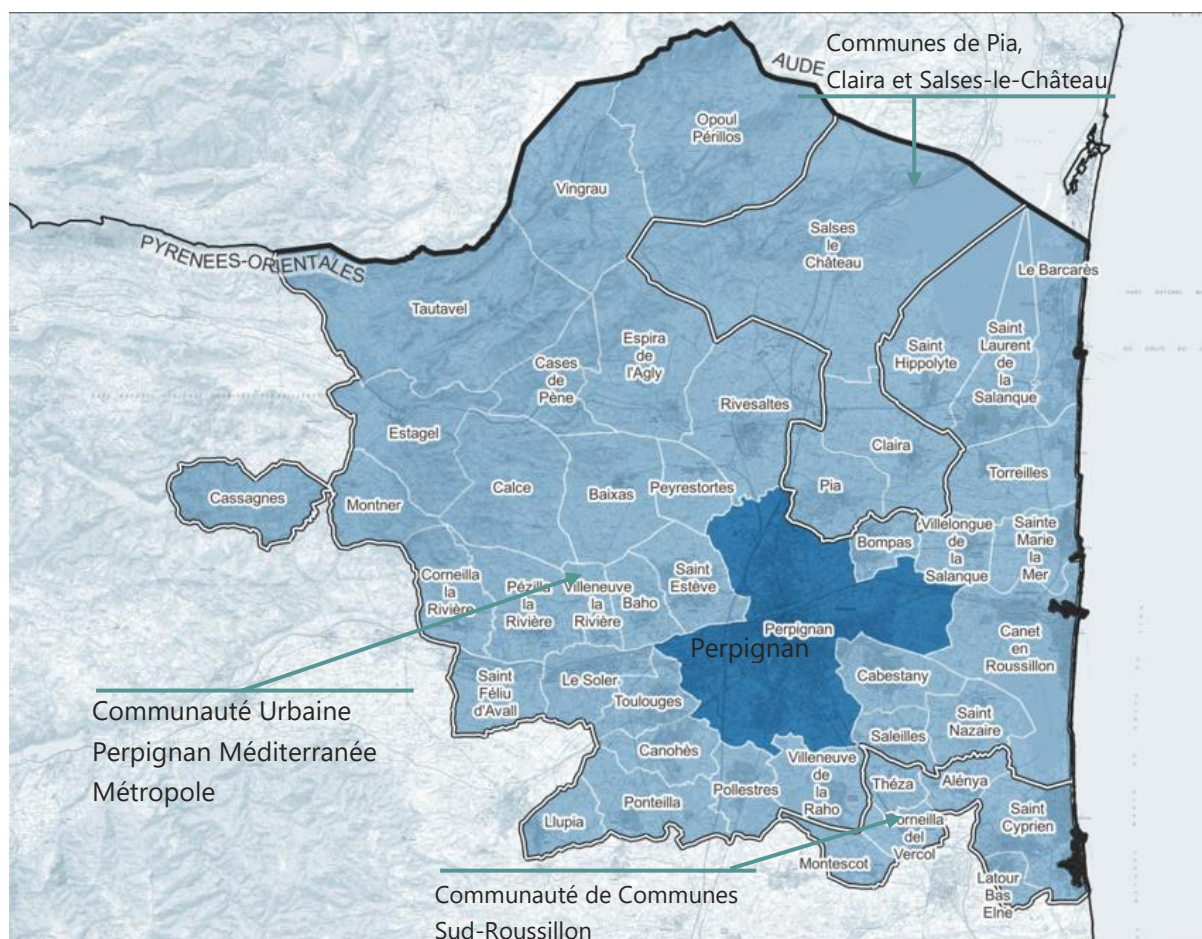 Communes de Pia,
Claira et Salses-le-Château
AUDE
Opoul
Périllos
Vingrau
Salses
le
Château
PYRENEES-ORIENTALES
Le Barcarès
Tautavel
Espira
de
l'Agly
Saint
Hippolyte
Saint
Laurent
de
la
Salanque
Cases
de
Pène
Rivesaltes
Estagel
Claira
Torreilles
Cassagnes
Montner
Calce
Baixas
Peyrestortes
Pia
Bompas
Villelongue
de
la
Salanque
Sainte
Marie
la
Mer
Corneilla
la
Rivière
Pézilla
la
Rivière
Villeneuve
la
Rivière
Baho
Saint
Estève
Perpignan
Perpignan
Canet
en
Roussillon
Cabestany
Saint
Féliu
d'Avall
Le Soler
Toulouges
Saint
Nazaire
Saleilles
Communauté Urbaine
Perpignan Méditerranée
Métropole
Canohès
Pollestres
Villeneuve
de
la
Raho
Théza
Alénya
Ponteilla
Llupia
Saint
Cyprien
orneilla
del
Vercol
Montescot
Latour
Bas
Elne
Communauté de Communes
Sud-Roussillon